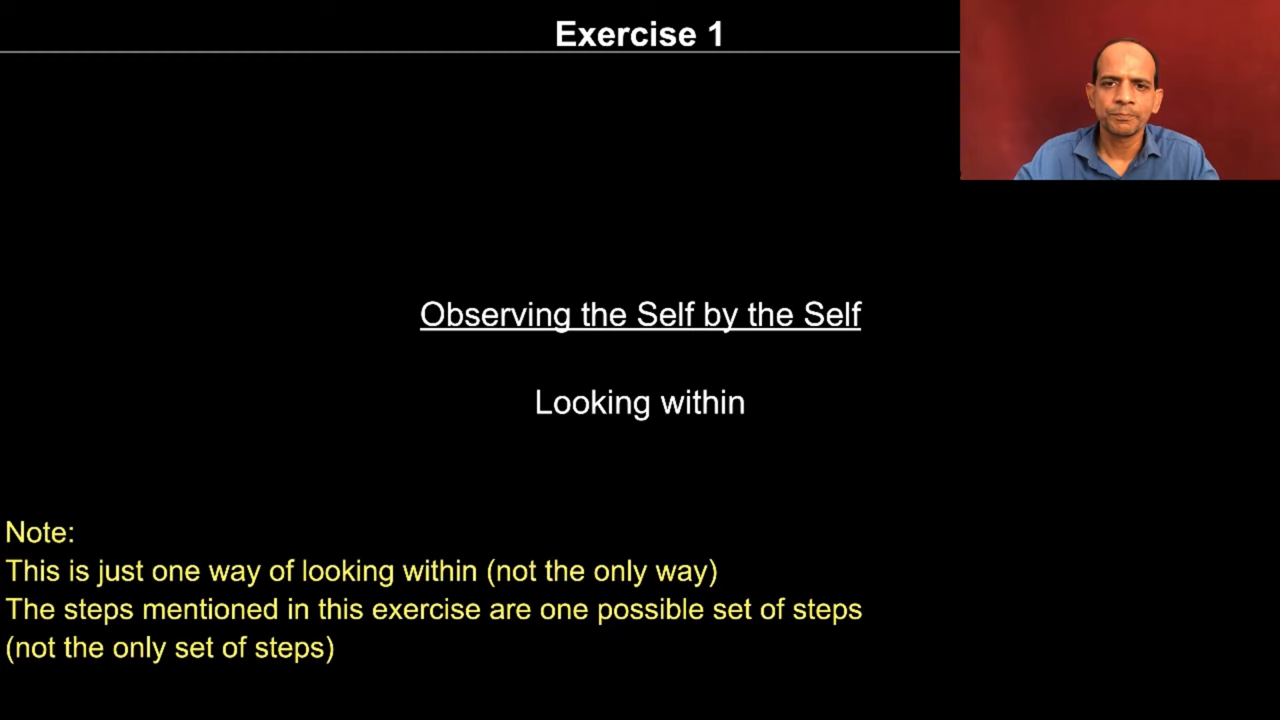 Exercise 1
Observing the Self by the Self
Looking within
Note:
This is just one way of looking within (not the only way)
The steps mentioned in this exercise are one possible set of steps
(not the only set of steps)